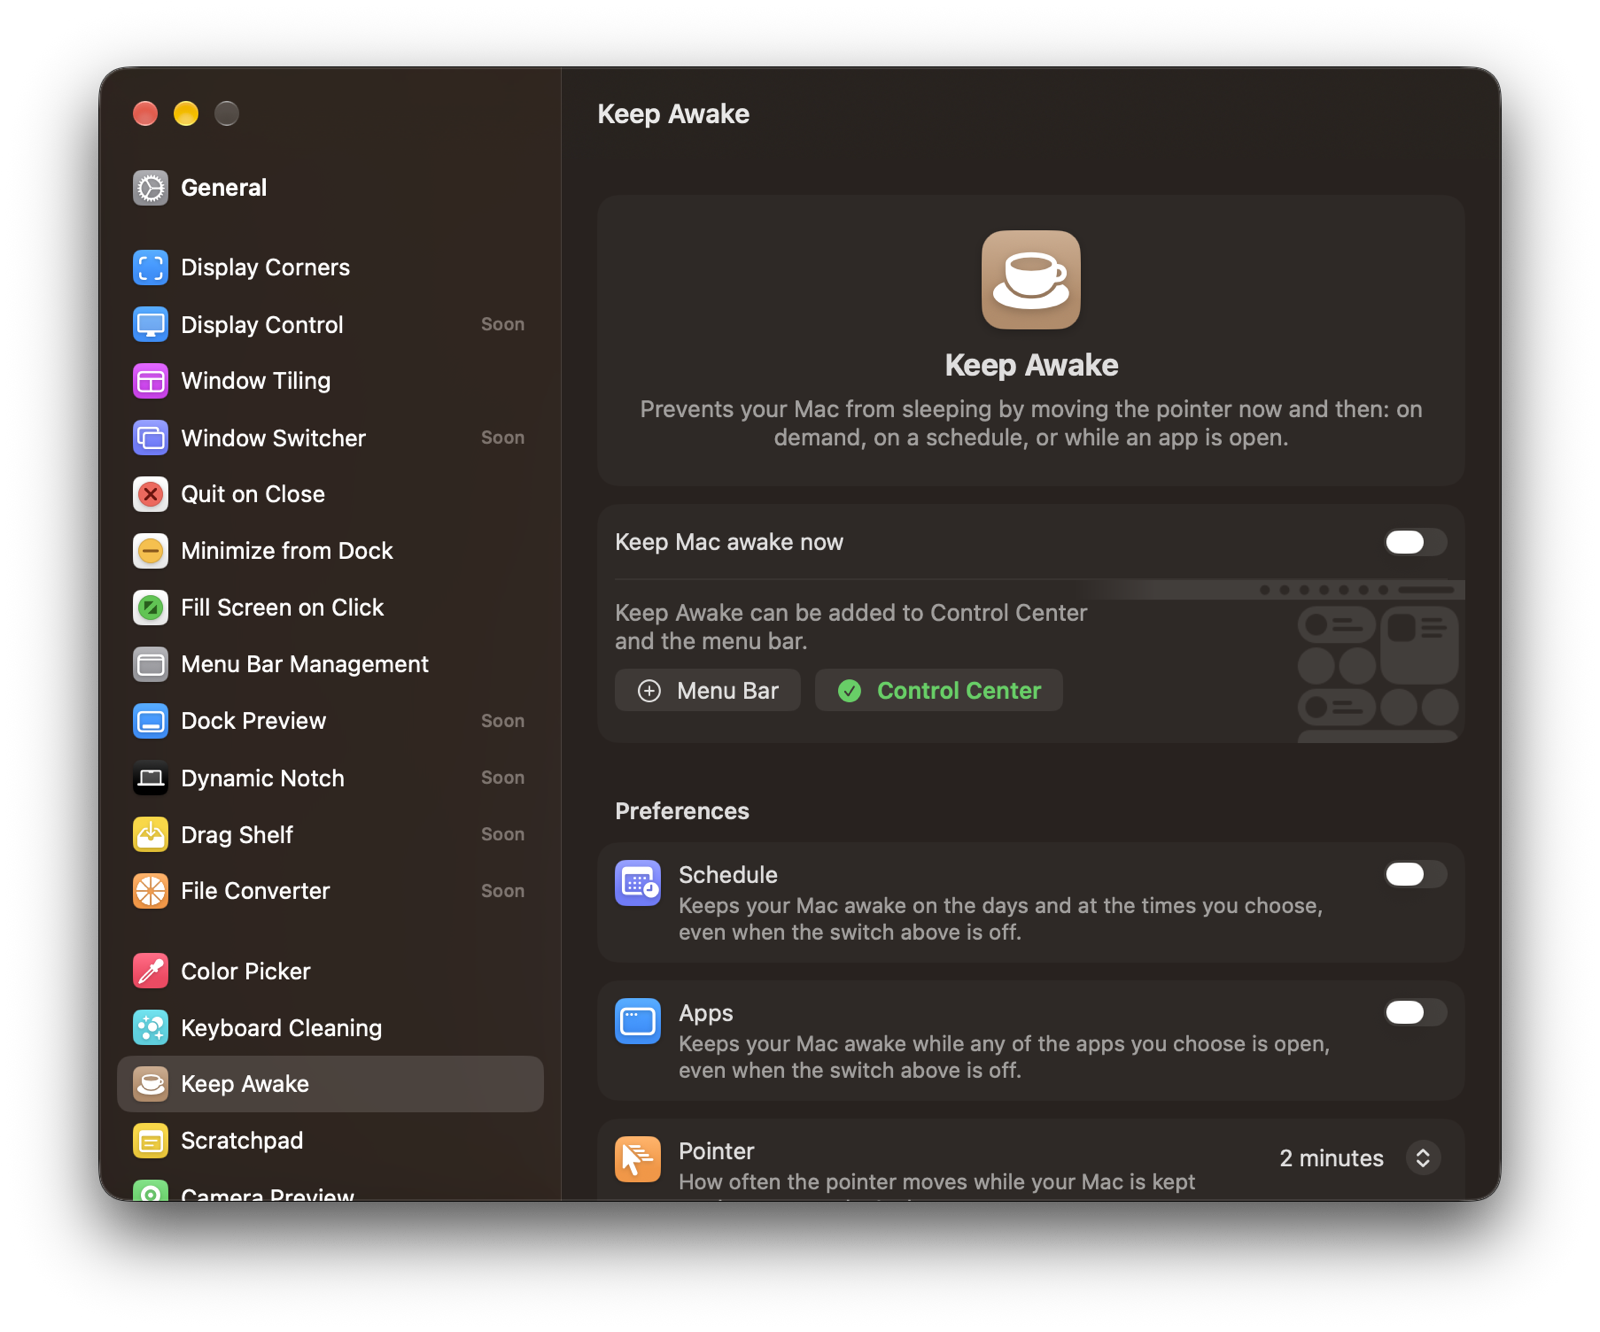 Keep Awake
General
Display Corners
Display Control Soon
Window Tiling
Window Switcher Soon
Quit on Close
Minimize from Dock
Fill Screen on Click
Menu Bar Management
Dock Preview Soon
Dynamic Notch Soon
Drag Shelf Soon
File Converter Soon
Color Picker
Keyboard Cleaning
Keep Awake
Scratchpad
Camera Preview
Keep Awake
Prevents your Mac from sleeping by moving the pointer now and then: on
demand, on a schedule, or while an app is open.
Keep Mac awake now
Keep Awake can be added to Control Center
and the menu bar.
Menu Bar Control Center
Preferences
Schedule
Keeps your Mac awake on the days and at the times you choose,
even when the switch above is off.
Apps
Keeps your Mac awake while any of the apps you choose is open,
even when the switch above is off.
Pointer 2 minutes
How often the pointer moves while your Mac is kept